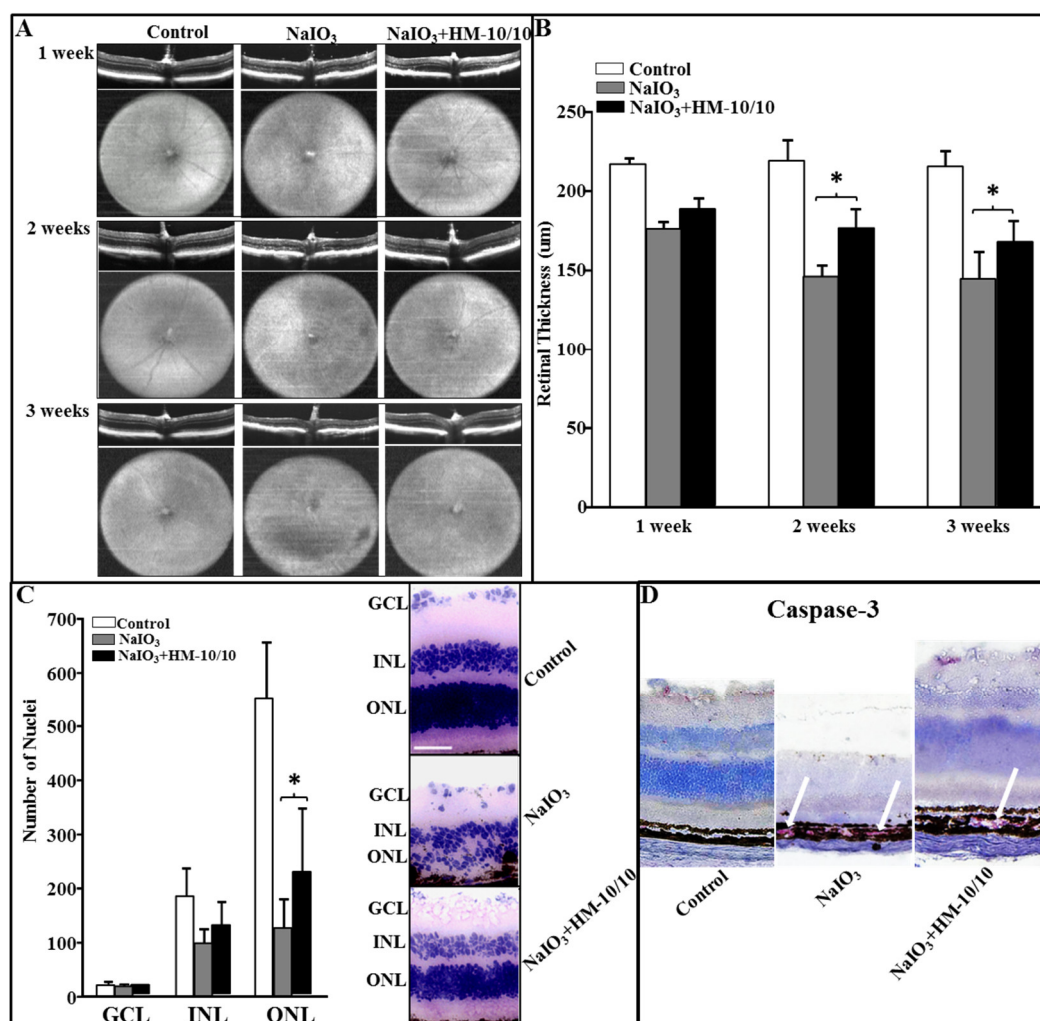 A
Control NaIO₃ NaIO₃+HM-10/10
1 week
2 weeks
3 weeks
B
Control
NaIO₃
NaIO₃+HM-10/10
Retinal Thickness (um)
250
200
150
100
50
0
*
*
1 week 2 weeks 3 weeks
C
Control
NaIO₃
NaIO₃+HM-10/10
Number of Nuclei
700
600
500
400
300
200
100
0
*
GCL INL ONL
GCL
INL
ONL
Control
GCL
INL
ONL
NaIO₃
GCL
INL
ONL
NaIO₃+HM-10/10
D
Caspase-3
Control
NaIO₃
NaIO₃+HM-10/10